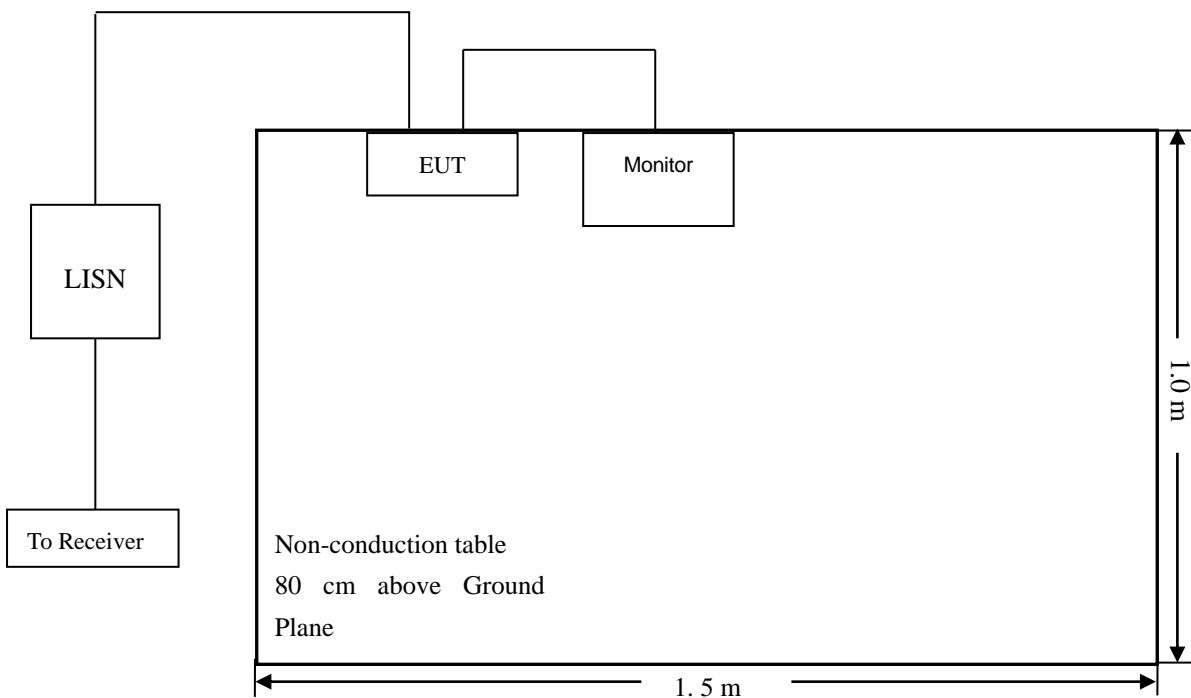 EUT
Monitor
LISN
1.0 m
To Receiver
Non-conduction table
80 cm above Ground
Plane
1. 5 m